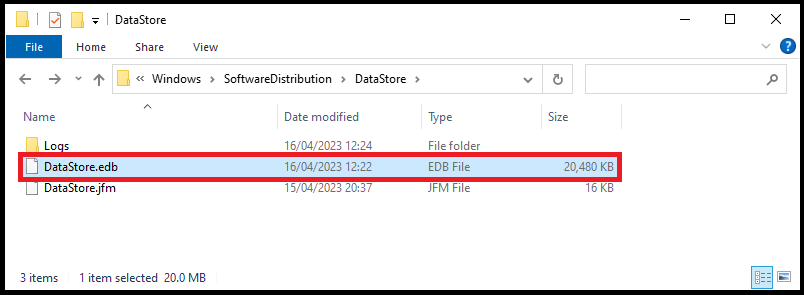 DataStore
File Home Share View
Windows SoftwareDistribution DataStore
Name Date modified Type Size
Logs 16/04/2023 12:24 File folder
DataStore.edb 16/04/2023 12:22 EDB File 20,480 KB
DataStore.jfm 15/04/2023 20:37 JFM File 16 KB
3 items 1 item selected 20.0 MB